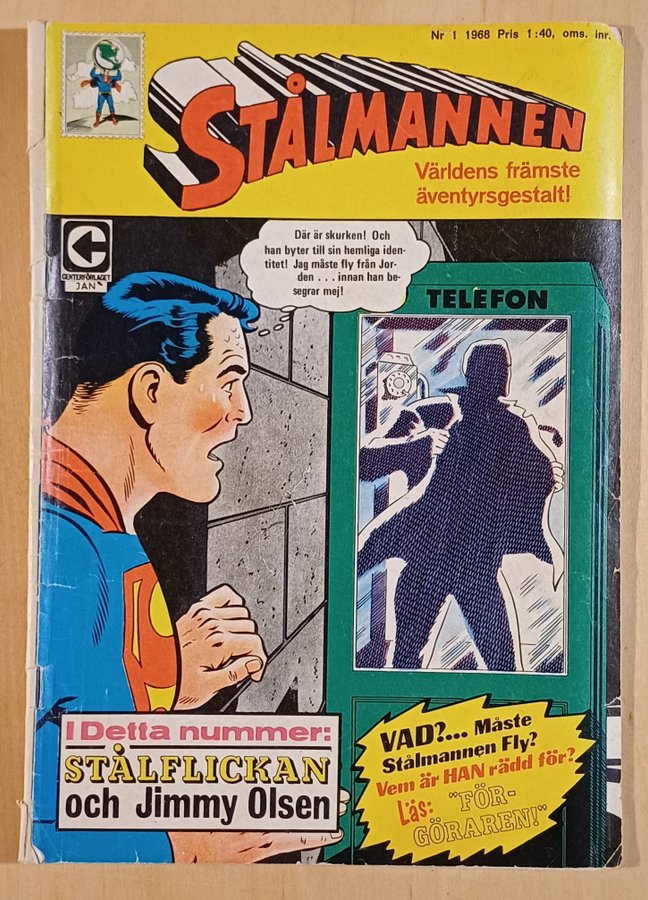 Nr 1 1968 Pris 1:40, oms. inr.
STÅLMANNEN
Världens främste
äventyrsgestalt!
CENTERFÖRLAGET
JAN
Där är skurken! Och
han byter till sin hemliga iden-
titet! Jag måste fly från Jor-
den . . . innan han be-
segrar mej!
TELEFON
I Detta nummer:
STÅLFLICKAN
och Jimmy Olsen
VAD?... Måste
Stålmannen Fly?
Vem är HAN rädd för?
Läs: "FÖR-
GÖRAREN!"